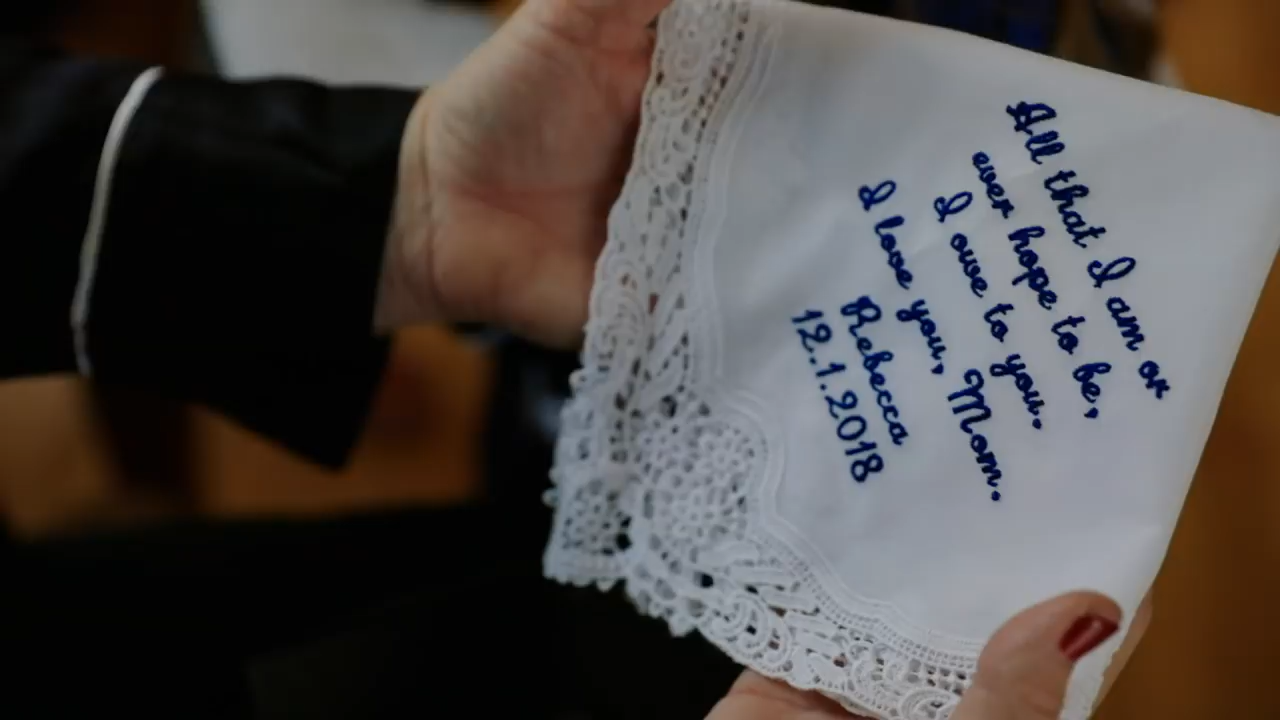 All that I am or
ever hope to be,
I owe to you.
I love you, Mom.
Rebecca
12.1.2018